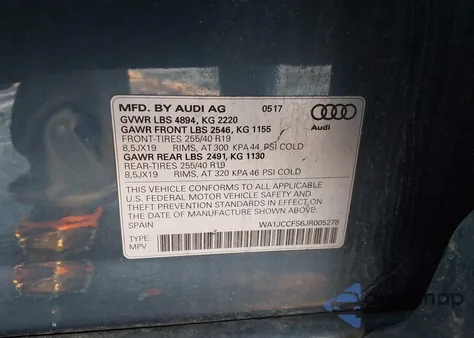 MFD. BY AUDI AG 05 17
GVWR LBS 4894, KG 2220
GAWR FRONT LBS 2546, KG 1155
FRONT-TIRES 255/40 R19
8,5JX19 RIMS, AT 300 KPA 44 PSI COLD
GAWR REAR LBS 2491, KG 1130
REAR-TIRES 255/40 R19
8,5JX19 RIMS, AT 320 KPA 46 PSI COLD
Audi
THIS VEHICLE CONFORMS TO ALL APPLICABLE
U.S. FEDERAL MOTOR VEHICLE SAFETY AND
THEFT PREVENTION STANDARDS IN EFFECT ON
DATE OF MANUFACTURE SHOWN ABOVE
SPAIN WA1JCCFS6JR005278
TYPE:
MPV